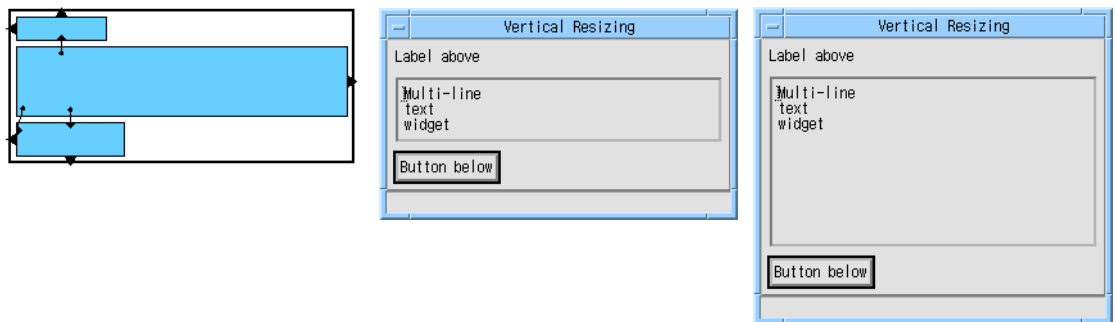 Vertical Resizing
Label above
Multi-line
text
widget
Button below
Vertical Resizing
Label above
Multi-line
text
widget
Button below